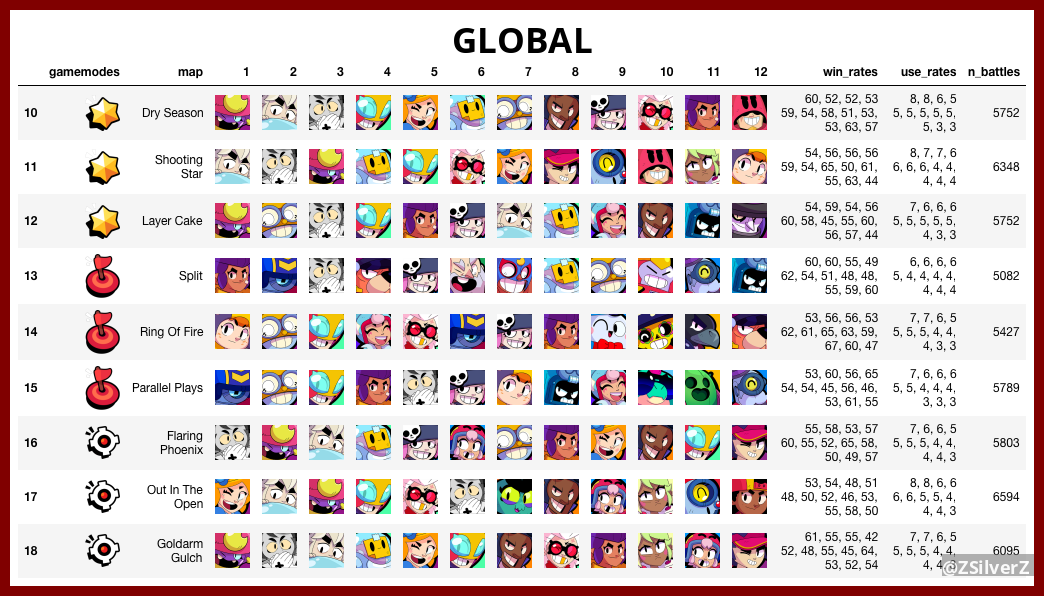 GLOBAL
gamemodes map 1 2 3 4 5 6 7 8 9 10 11 12 win_rates use_rates n_battles
10 Dry Season 60, 52, 52, 53 8, 8, 6, 5 5752
59, 54, 58, 51, 53, 5, 5, 5, 5, 5,
53, 63, 57 5, 3, 3
11 Shooting 54, 56, 56, 56 8, 7, 7, 6 6348
Star 59, 54, 65, 50, 61, 6, 6, 6, 4, 4,
55, 63, 44 4, 4, 4
12 Layer Cake 54, 59, 54, 56 7, 6, 6, 6 5752
60, 58, 45, 55, 60, 5, 5, 5, 5, 5,
56, 57, 44 4, 3, 3
13 Split 60, 60, 55, 49 6, 6, 6, 6 5082
62, 54, 51, 48, 48, 5, 4, 4, 4, 4,
55, 59, 60 4, 4, 4
14 Ring Of Fire 53, 56, 56, 53 7, 7, 6, 5 5427
62, 61, 65, 63, 59, 5, 5, 5, 4, 4,
67, 60, 47 4, 3, 3
15 Parallel Plays 53, 60, 56, 65 7, 6, 6, 6 5789
54, 54, 45, 56, 46, 5, 5, 4, 4, 4,
53, 61, 55 3, 3, 3
16 Flaring 55, 58, 53, 57 7, 6, 6, 5 5803
Phoenix 60, 55, 52, 65, 58, 5, 5, 5, 4, 4,
50, 49, 57 4, 4, 3
17 Out In The 53, 54, 48, 51 8, 8, 6, 6 6594
Open 48, 50, 52, 46, 53, 6, 6, 5, 5, 4,
55, 58, 50 4, 4, 3
18 Goldarm 61, 55, 55, 42 7, 7, 6, 5 6095
Gulch 52, 48, 55, 45, 64, 5, 5, 5, 4, 4,
53, 52, 54 4, 4,
@ZSilverZ